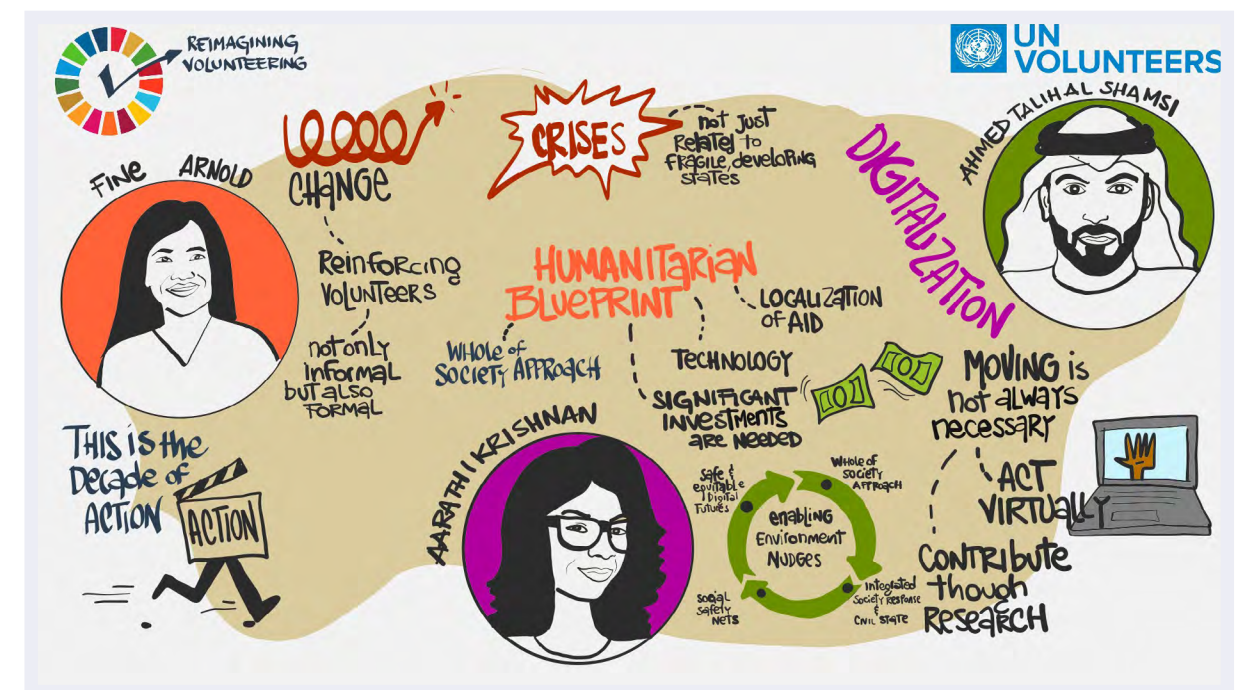 REIMAGINING
VOLUNTEERING
UN
VOLUNTEERS
FINE ARNOLD
CHANGE
Reinforcing
VOLUNTEERS
not only
informal
but also
FORMAL
THIS is the
Decade of
ACTION
ACTION
CRISES
not just
Related to
FRAGILE, developing
STATES
HUMANITARIAN
BLUEPRINT
LOCALIZATION
of AID
WHOLE of
SOCIETY APPROACH
TECHNOLOGY
SIGNIFICANT
INVESTMENTS
ARE NEEDED
AARATHI KRISHNAN
Safe &
equitable
Digital
Futures
WHOLE of
SOCIETY
APPROACH
enabling
Environment
NUDGES
Social
Safety
NETS
Integrated
Society Response
&
CIVIL STATE
DIGITALIZATION
AHMED TALIHAL SHAMSI
MOVING is
not always
necessary
ACT
VIRTUALLY
CONTRIBUTE
though
RESEARCH